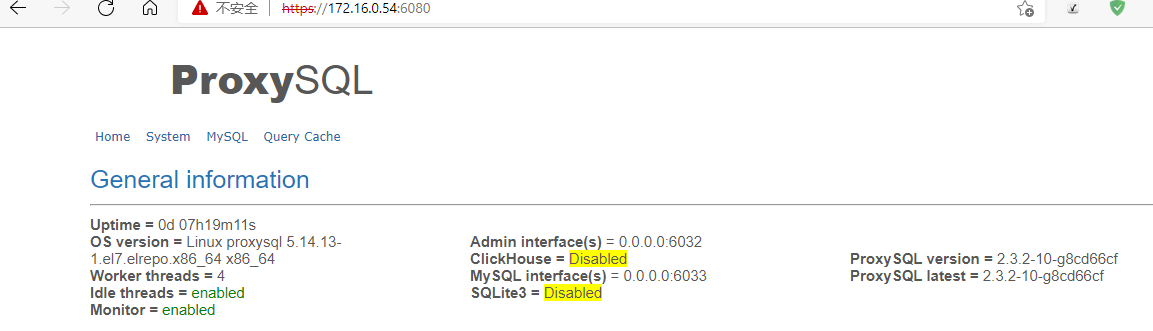 不安全 https://172.16.0.54:6080
ProxySQL
Home System MySQL Query Cache
General information
Uptime = 0d 07h19m11s
OS version = Linux proxysql 5.14.13-
1.el7.elrepo.x86_64 x86_64
Worker threads = 4
Idle threads = enabled
Monitor = enabled
Admin interface(s) = 0.0.0.0:6032
ClickHouse = Disabled
MySQL interface(s) = 0.0.0.0:6033
SQLite3 = Disabled
ProxySQL version = 2.3.2-10-g8cd66cf
ProxySQL latest = 2.3.2-10-g8cd66cf